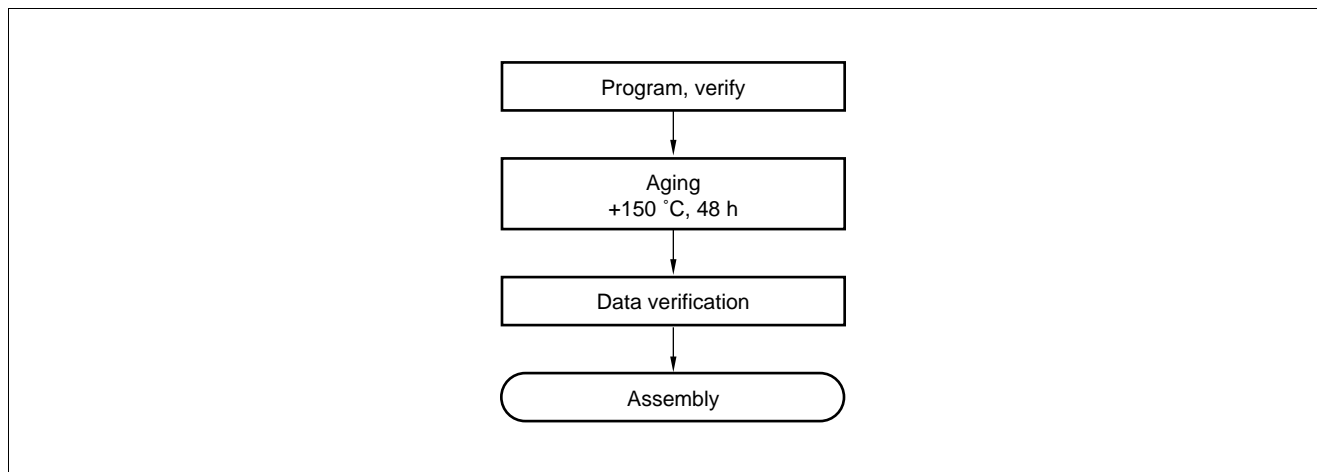 Program, verify
Aging
+150 ˚C, 48 h
Data verification
Assembly